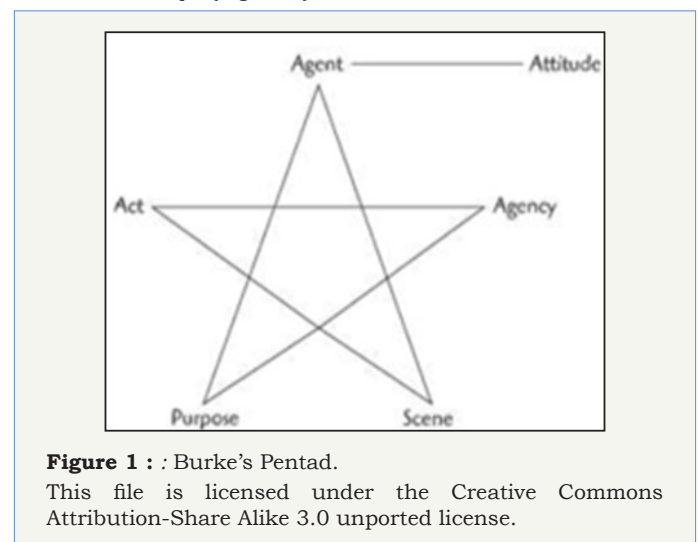 Agent Attitude
Act Agency
Purpose Scene
Figure 1 : : Burke's Pentad.
This file is licensed under the Creative Commons
Attribution-Share Alike 3.0 unported license.